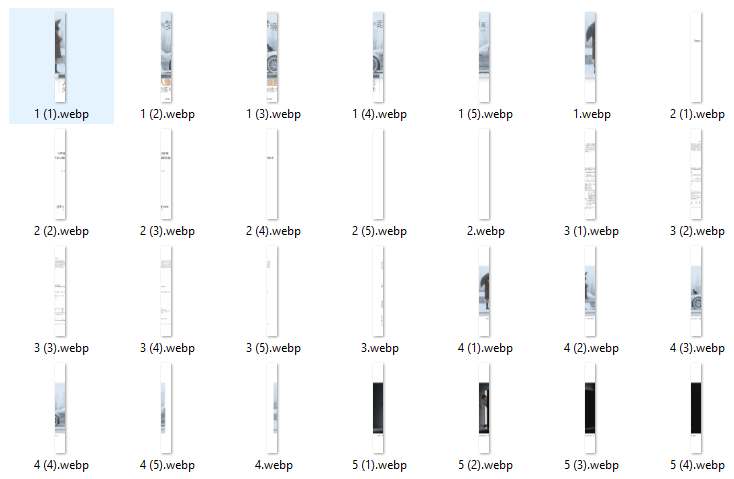 1 (1).webp
1 (2).webp
1 (3).webp
1 (4).webp
1 (5).webp
1.webp
2 (1).webp
2 (2).webp
2 (3).webp
2 (4).webp
2 (5).webp
2.webp
3 (1).webp
3 (2).webp
3 (3).webp
3 (4).webp
3 (5).webp
3.webp
4 (1).webp
4 (2).webp
4 (3).webp
4 (4).webp
4 (5).webp
4.webp
5 (1).webp
5 (2).webp
5 (3).webp
5 (4).webp